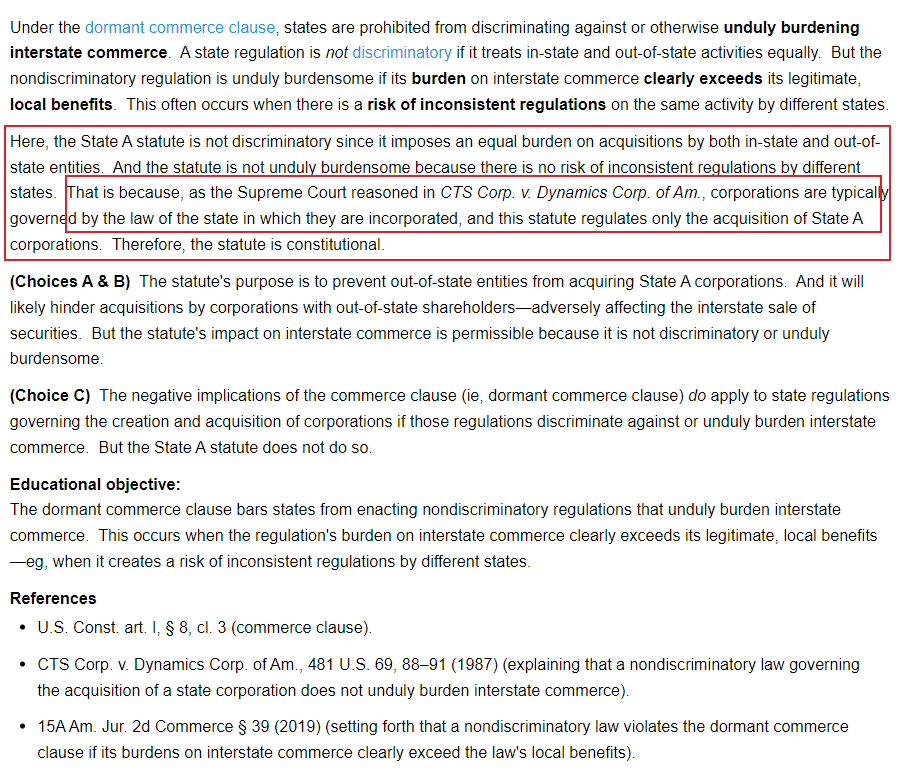 Under the dormant commerce clause, states are prohibited from discriminating against or otherwise unduly burdening
interstate commerce. A state regulation is not discriminatory if it treats in-state and out-of-state activities equally. But the
nondiscriminatory regulation is unduly burdensome if its burden on interstate commerce clearly exceeds its legitimate,
local benefits. This often occurs when there is a risk of inconsistent regulations on the same activity by different states.
Here, the State A statute is not discriminatory since it imposes an equal burden on acquisitions by both in-state and out-of-
state entities. And the statute is not unduly burdensome because there is no risk of inconsistent regulations by different
states. That is because, as the Supreme Court reasoned in CTS Corp. v. Dynamics Corp. of Am., corporations are typically
governed by the law of the state in which they are incorporated, and this statute regulates only the acquisition of State A
corporations. Therefore, the statute is constitutional.
(Choices A & B) The statute's purpose is to prevent out-of-state entities from acquiring State A corporations. And it will
likely hinder acquisitions by corporations with out-of-state shareholders—adversely affecting the interstate sale of
securities. But the statute's impact on interstate commerce is permissible because it is not discriminatory or unduly
burdensome.
(Choice C) The negative implications of the commerce clause (ie, dormant commerce clause) do apply to state regulations
governing the creation and acquisition of corporations if those regulations discriminate against or unduly burden interstate
commerce. But the State A statute does not do so.
Educational objective:
The dormant commerce clause bars states from enacting nondiscriminatory regulations that unduly burden interstate
commerce. This occurs when the regulation's burden on interstate commerce clearly exceeds its legitimate, local benefits
—eg, when it creates a risk of inconsistent regulations by different states.
References
• U.S. Const. art. I, § 8, cl. 3 (commerce clause).
• CTS Corp. v. Dynamics Corp. of Am., 481 U.S. 69, 88–91 (1987) (explaining that a nondiscriminatory law governing
the acquisition of a state corporation does not unduly burden interstate commerce).
• 15A Am. Jur. 2d Commerce § 39 (2019) (setting forth that a nondiscriminatory law violates the dormant commerce
clause if its burdens on interstate commerce clearly exceed the law's local benefits).